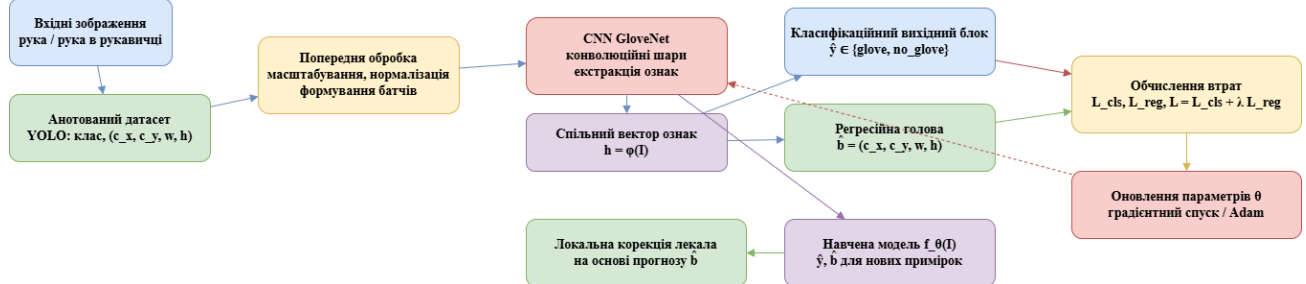 Вхідні зображення
рука / рука в рукавичці
Анотований датасет
YOLO: клас, (c_x, c_y, w, h)
Попередня обробка
масштабування, нормалізація
формування батчів
CNN GloveNet
конволюційні шари
екстракція ознак
Спільний вектор ознак
h = φ(I)
Класифікаційний вихідний блок
ŷ ∈ {glove, no_glove}
Регресійна голова
b̂ = (c_x, c_y, w, h)
Обчислення втрат
L_cls, L_reg, L = L_cls + λ L_reg
Оновлення параметрів θ
градієнтний спуск / Adam
Навчена модель f_θ(I)
ŷ, b̂ для нових примірок
Локальна корекція лекала
на основі прогнозу b̂